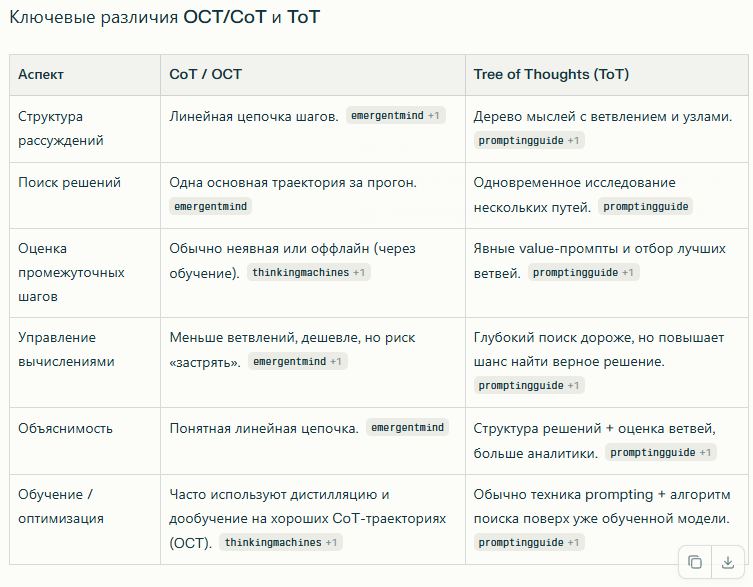 Ключевые различия OCT/CoT и ToT
Аспект
CoT / OCT
Tree of Thoughts (ToT)
Структура
рассуждений
Линейная цепочка шагов. emergentmind +1
Дерево мыслей с ветвлением и узлами.
promptingguide +1
Поиск решений
Одна основная траектория за прогон.
emergentmind
Одновременное исследование
нескольких путей. promptingguide
Оценка
промежуточных
шагов
Обычно неявная или оффлайн (через
обучение). thinkingmachines +1
Явные value-промпты и отбор лучших
ветвей. promptingguide +1
Управление
вычислениями
Меньше ветвлений, дешевле, но риск
«застрять». emergentmind +1
Глубокий поиск дороже, но повышает
шанс найти верное решение.
promptingguide +1
Объяснимость
Понятная линейная цепочка. emergentmind
Структура решений + оценка ветвей,
больше аналитики. promptingguide +1
Обучение /
оптимизация
Часто используют дистилляцию и
дообучение на хороших CoT-траекториях
(OCT). thinkingmachines +1
Обычно техника prompting + алгоритм
поиска поверх уже обученной модели.
promptingguide +1